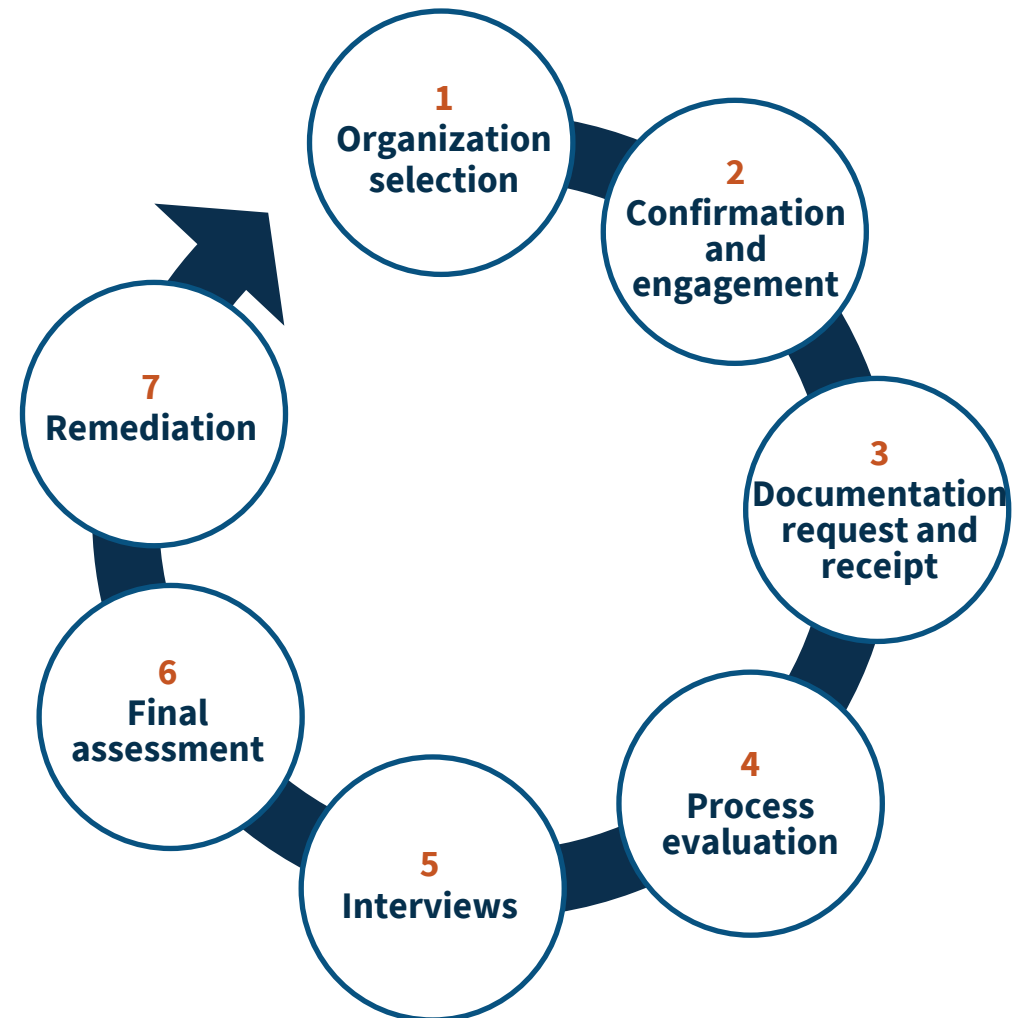 1
Organization
selection
2
Confirmation
and
engagement
3
Documentation
request and
receipt
4
Process
evaluation
5
Interviews
6
Final
assessment
7
Remediation